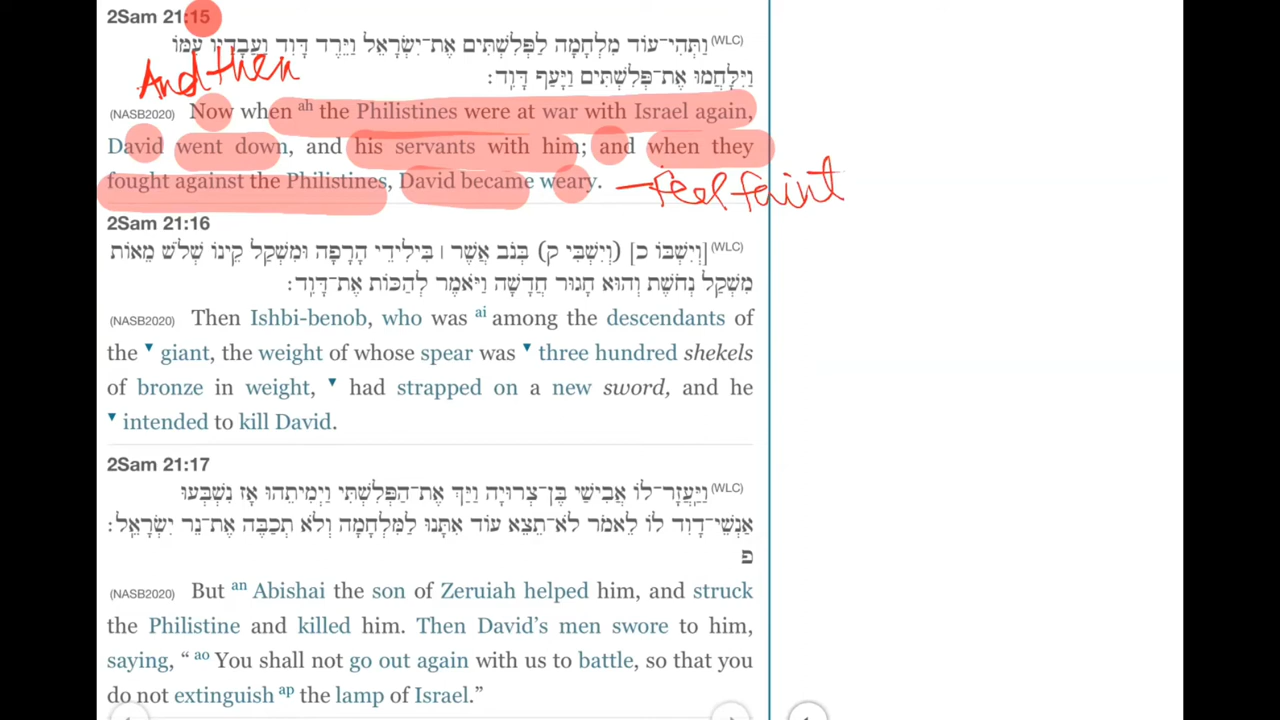 2Sam 21:15
וַתְּהִי־עוֹד מִלְחָמָה לַפְּלִשְׁתִּים אֶת־יִשְׂרָאֵל וַיֵּרֶד דָּוִד וַעֲבָדָיו עִמּוֹ (WLC)
וַיִּלָּחֲמוּ אֶת־פְּלִשְׁתִּים וַיָּעַף דָּוִֽד׃
And then
(NASB2020) Now when ah the Philistines were at war with Israel again,
David went down, and his servants with him; and when they
fought against the Philistines, David became weary. — Feel faint
2Sam 21:16
[וְיִשְׁבּוֹ כ] (וְיִשְׁבִּי ק) בְּנֹב אֲשֶׁר ׀ בִּילִידֵי הָרָפָה וּמִשְׁקַל קֵינוֹ שְׁלֹשׁ מֵאוֹת (WLC)
מִשְׁקַל נְחֹשֶׁת וְהוּא חָגוּר חֲדָשָׁה וַיֹּאמֶר לְהַכּוֹת אֶת־דָּוִֽד׃
(NASB2020) Then Ishbi-benob, who was ai among the descendants of
the ▼ giant, the weight of whose spear was ▼ three hundred shekels
of bronze in weight, ▼ had strapped on a new sword, and he
▼ intended to kill David.
2Sam 21:17
וַיַּעֲזָר־לוֹ אֲבִישַׁי בֶּן־צְרוּיָה וַיַּךְ אֶת־הַפְּלִשְׁתִּי וַיְמִיתֵהוּ אָז נִשְׁבְּעוּ (WLC)
אַנְשֵׁי־דָוִד לוֹ לֵאמֹר לֹא־תֵצֵא עוֹד אִתָּנוּ לַמִּלְחָמָה וְלֹא תְכַבֶּה אֶת־נֵר יִשְׂרָאֵֽל׃
פ
(NASB2020) But an Abishai the son of Zeruiah helped him, and struck
the Philistine and killed him. Then David’s men swore to him,
saying, “ ao You shall not go out again with us to battle, so that you
do not extinguish ap the lamp of Israel.”